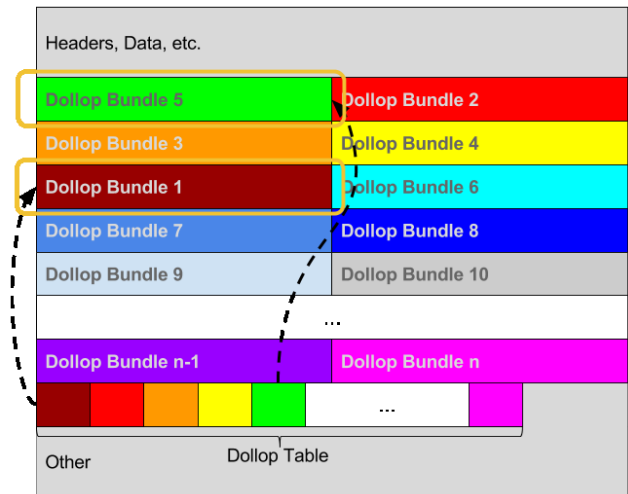 Headers, Data, etc.
Dollop Bundle 5 Dollop Bundle 2
Dollop Bundle 3 Dollop Bundle 4
Dollop Bundle 1 Dollop Bundle 6
Dollop Bundle 7 Dollop Bundle 8
Dollop Bundle 9 Dollop Bundle 10
...
Dollop Bundle n-1 Dollop Bundle n
...
Dollop Table
Other